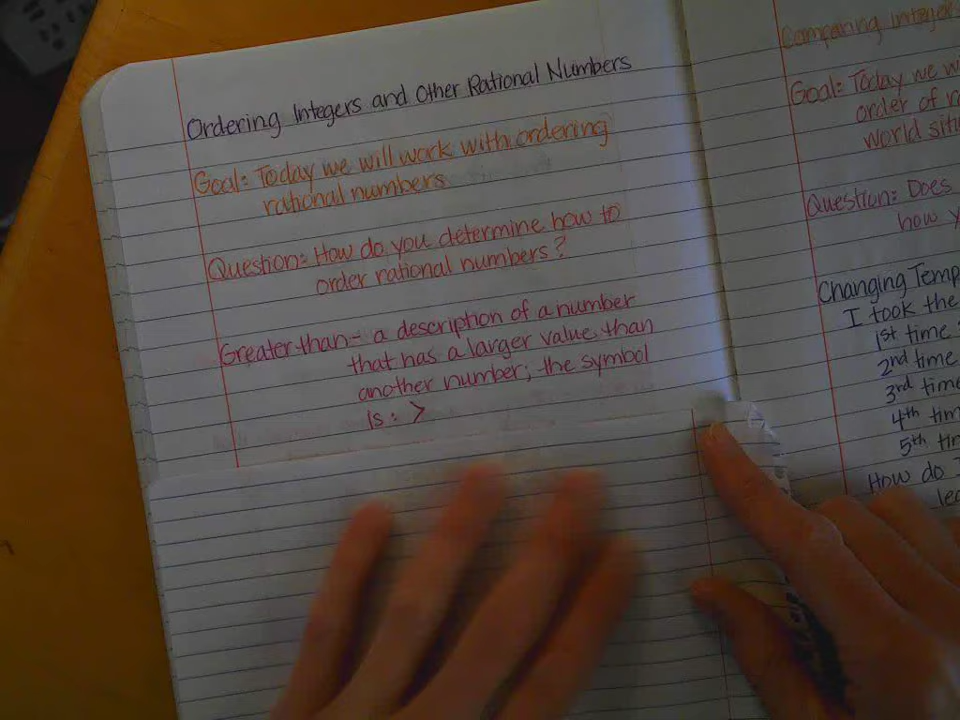 Ordering Integers and Other Rational Numbers
Goal: Today we will work with ordering
rational numbers
Question: How do you determine how to
order rational numbers?
Greater than- a description of a number
that has a larger value than
another number; the symbol
is: >
Comparing
Goal: Today we
order of
world
Question: Does
how
Changing
I took the
1st time
2nd time
3rd time
4th
5th
How do